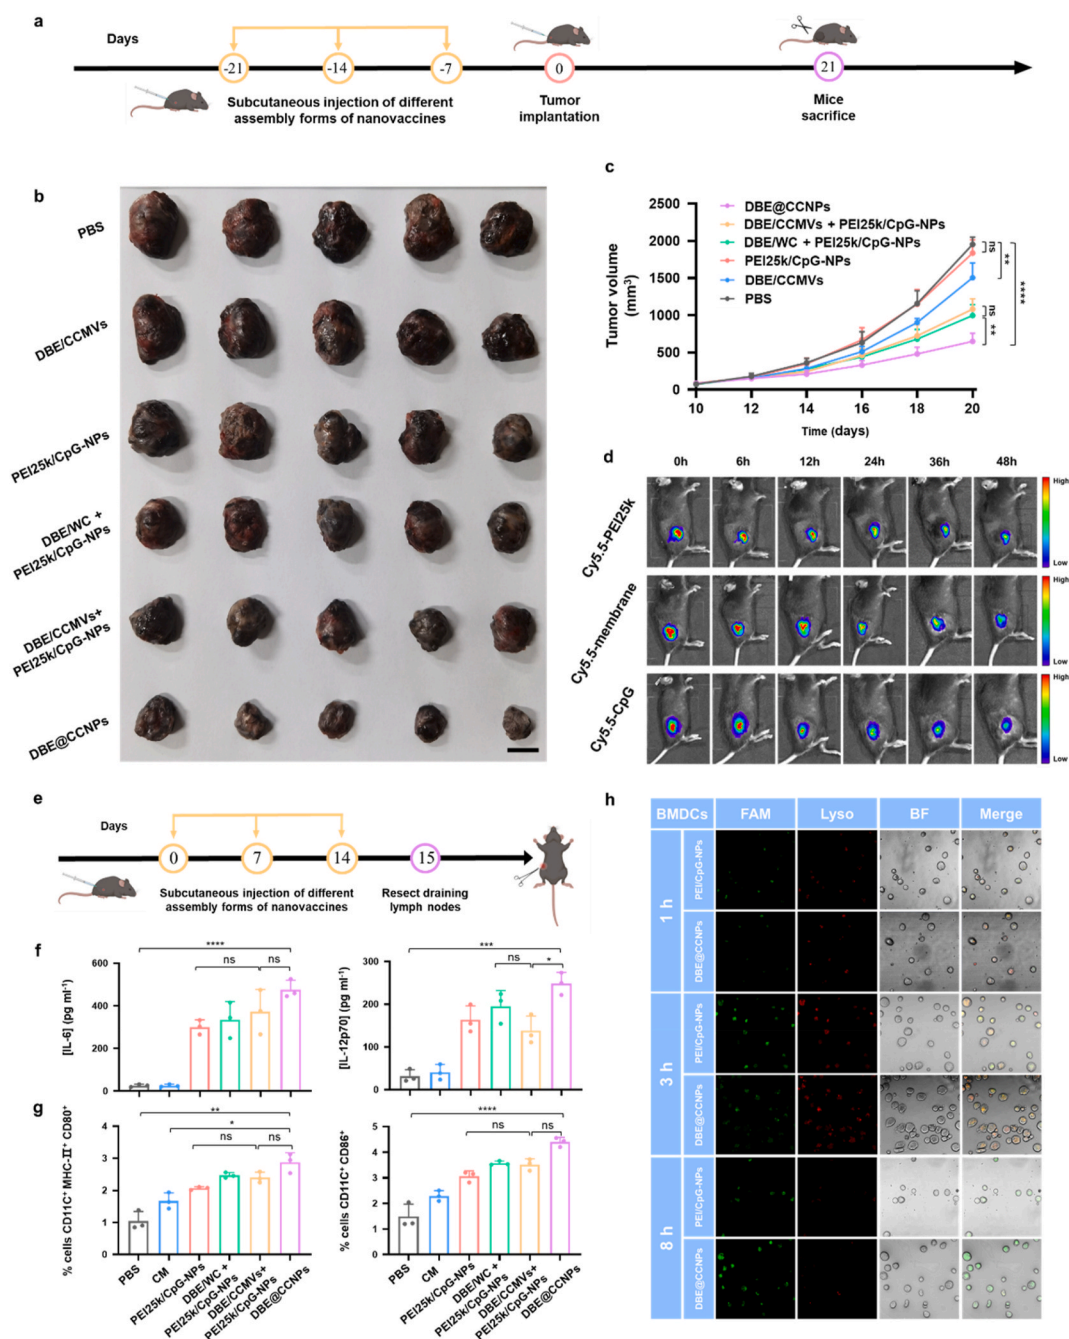 a
Days
-21
-14
-7
0
21
Subcutaneous injection of different
assembly forms of nanovaccines
Tumor
implantation
Mice
sacrifice
b
PBS
DBE/CCMVs
PEI25k/CpG-NPs
DBE/WC +
PEI25k/CpG-NPs
DBE/CCMVs+
PEI25k/CpG-NPs
DBE@CCNPs
c
DBE@CCNPs
DBE/CCMVs + PEI25k/CpG-NPs
DBE/WC + PEI25k/CpG-NPs
PEI25k/CpG-NPs
DBE/CCMVs
PBS
Tumor volume
(mm³)
2500
2000
1500
1000
500
0
10
12
14
16
18
20
Time (days)
ns
**
****
ns
**
d
0h
6h
12h
24h
36h
48h
Cy5.5-PEI25k
Cy5.5-membrane
Cy5.5-CpG
High
Low
High
Low
High
Low
e
Days
0
7
14
15
Subcutaneous injection of different
assembly forms of nanovaccines
Resect draining
lymph nodes
f
[IL-6] (pg ml⁻¹)
600
400
200
0
****
ns
ns
[IL-12p70] (pg ml⁻¹)
300
200
100
0
***
ns
*
g
% cells CD11C⁺ MHC-II⁺ CD80⁺
4
3
2
1
0
**
*
ns
ns
PBS
CM
PEI25k/CpG-NPs
DBE/WC +
PEI25k/CpG-NPs
DBE/CCMVs+
PEI25k/CpG-NPs
DBE@CCNPs
% cells CD11C⁺ CD86⁺
5
4
3
2
1
0
****
ns
ns
PBS
CM
PEI25k/CpG-NPs
DBE/WC +
PEI25k/CpG-NPs
DBE/CCMVs+
PEI25k/CpG-NPs
DBE@CCNPs
h
BMDCs
FAM
Lyso
BF
Merge
1 h
PEI/CpG-NPs
DBE@CCNPs
3 h
PEI/CpG-NPs
DBE@CCNPs
8 h
PEI/CpG-NPs
DBE@CCNPs